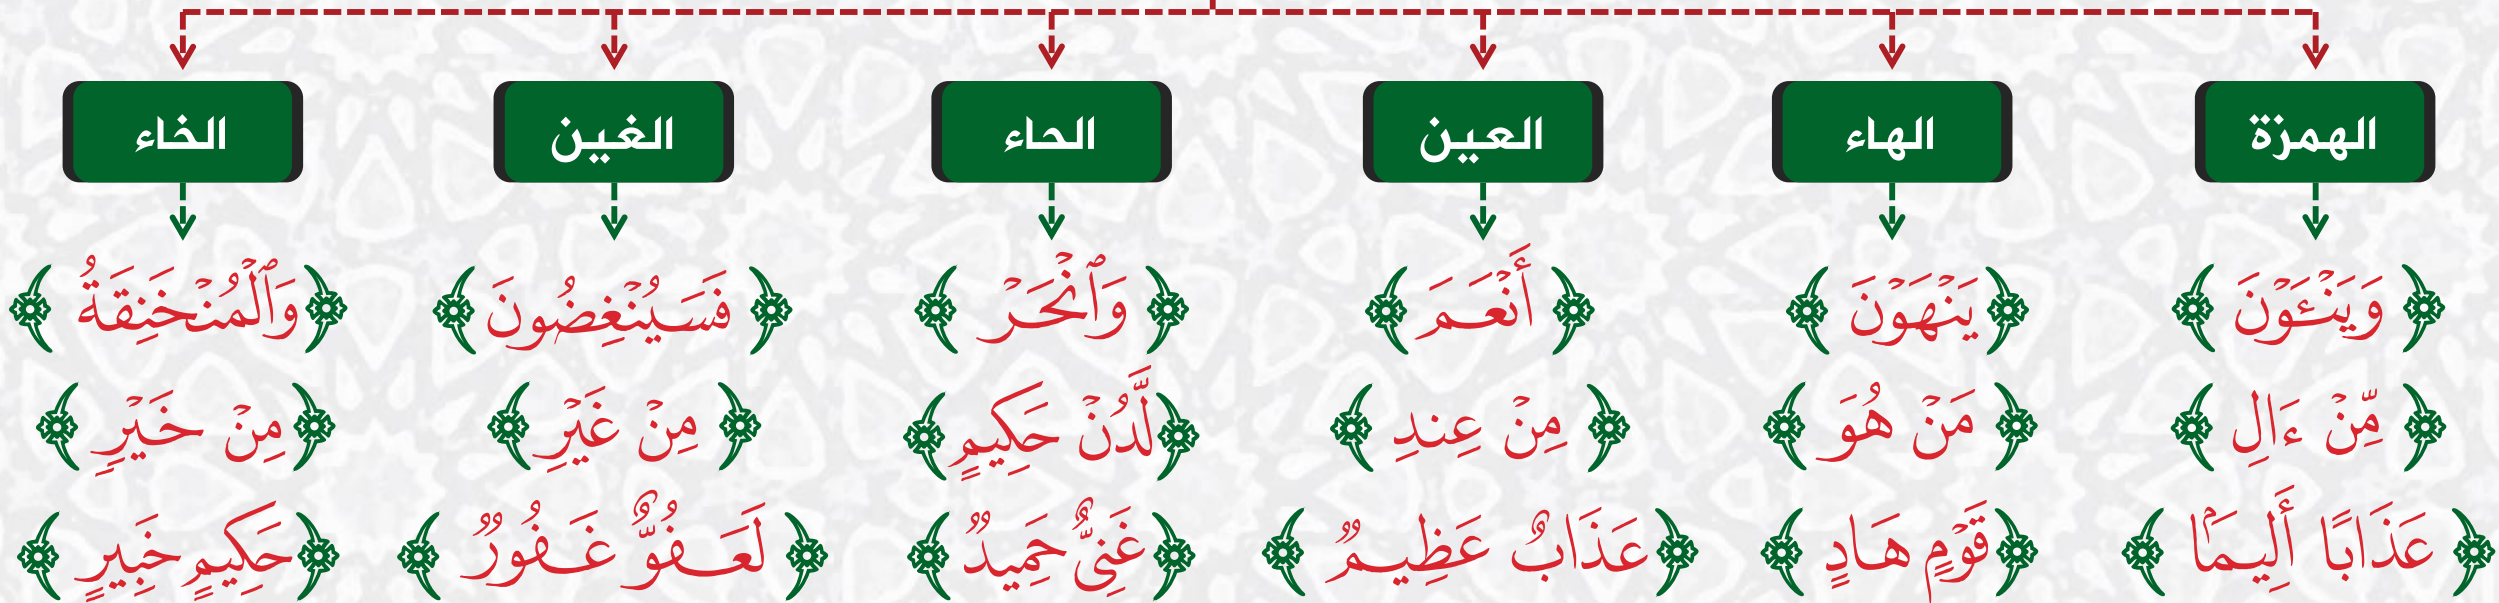 الهمزة
الهاء
العين
الحاء
الغين
الخاء
﴿وَيَنْـَٔوْنَ﴾ ﴿يَنْهَوْنَ﴾ ﴿أَنْعَمَ﴾ ﴿وَٱنْحَرْ﴾ ﴿فَسَيُنْغِضُونَ﴾ ﴿وَٱلْمُنْخَنِقَةُ﴾
﴿مِّنْ ءَالِ﴾ ﴿مَنْ هُوَ﴾ ﴿مِنْ عِندِ﴾ ﴿لَّدُنْ حَكِيمٍ﴾ ﴿مِنْ غَيْرِ﴾ ﴿مِنْ خَيْرٍ﴾
﴿عَذَابًا أَلِيمًا﴾ ﴿قَوْمٍ هَادٍ﴾ ﴿عَذَابٌ عَظِيمٌ﴾ ﴿غَنِيٌّ حَمِيدٌ﴾ ﴿لَعَفُوٌّ غَفُورٌ﴾ ﴿حَكِيمٍ خَبِيرٍ﴾